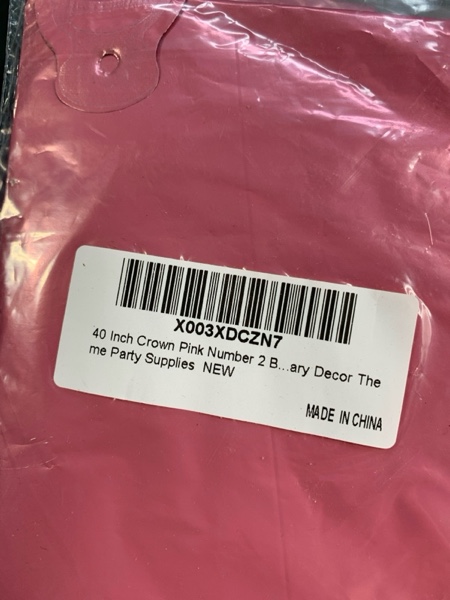 X003XDCZN7
40 Inch Crown Pink Number 2 B...ary Decor The
me Party Supplies NEW
MADE IN CHINA